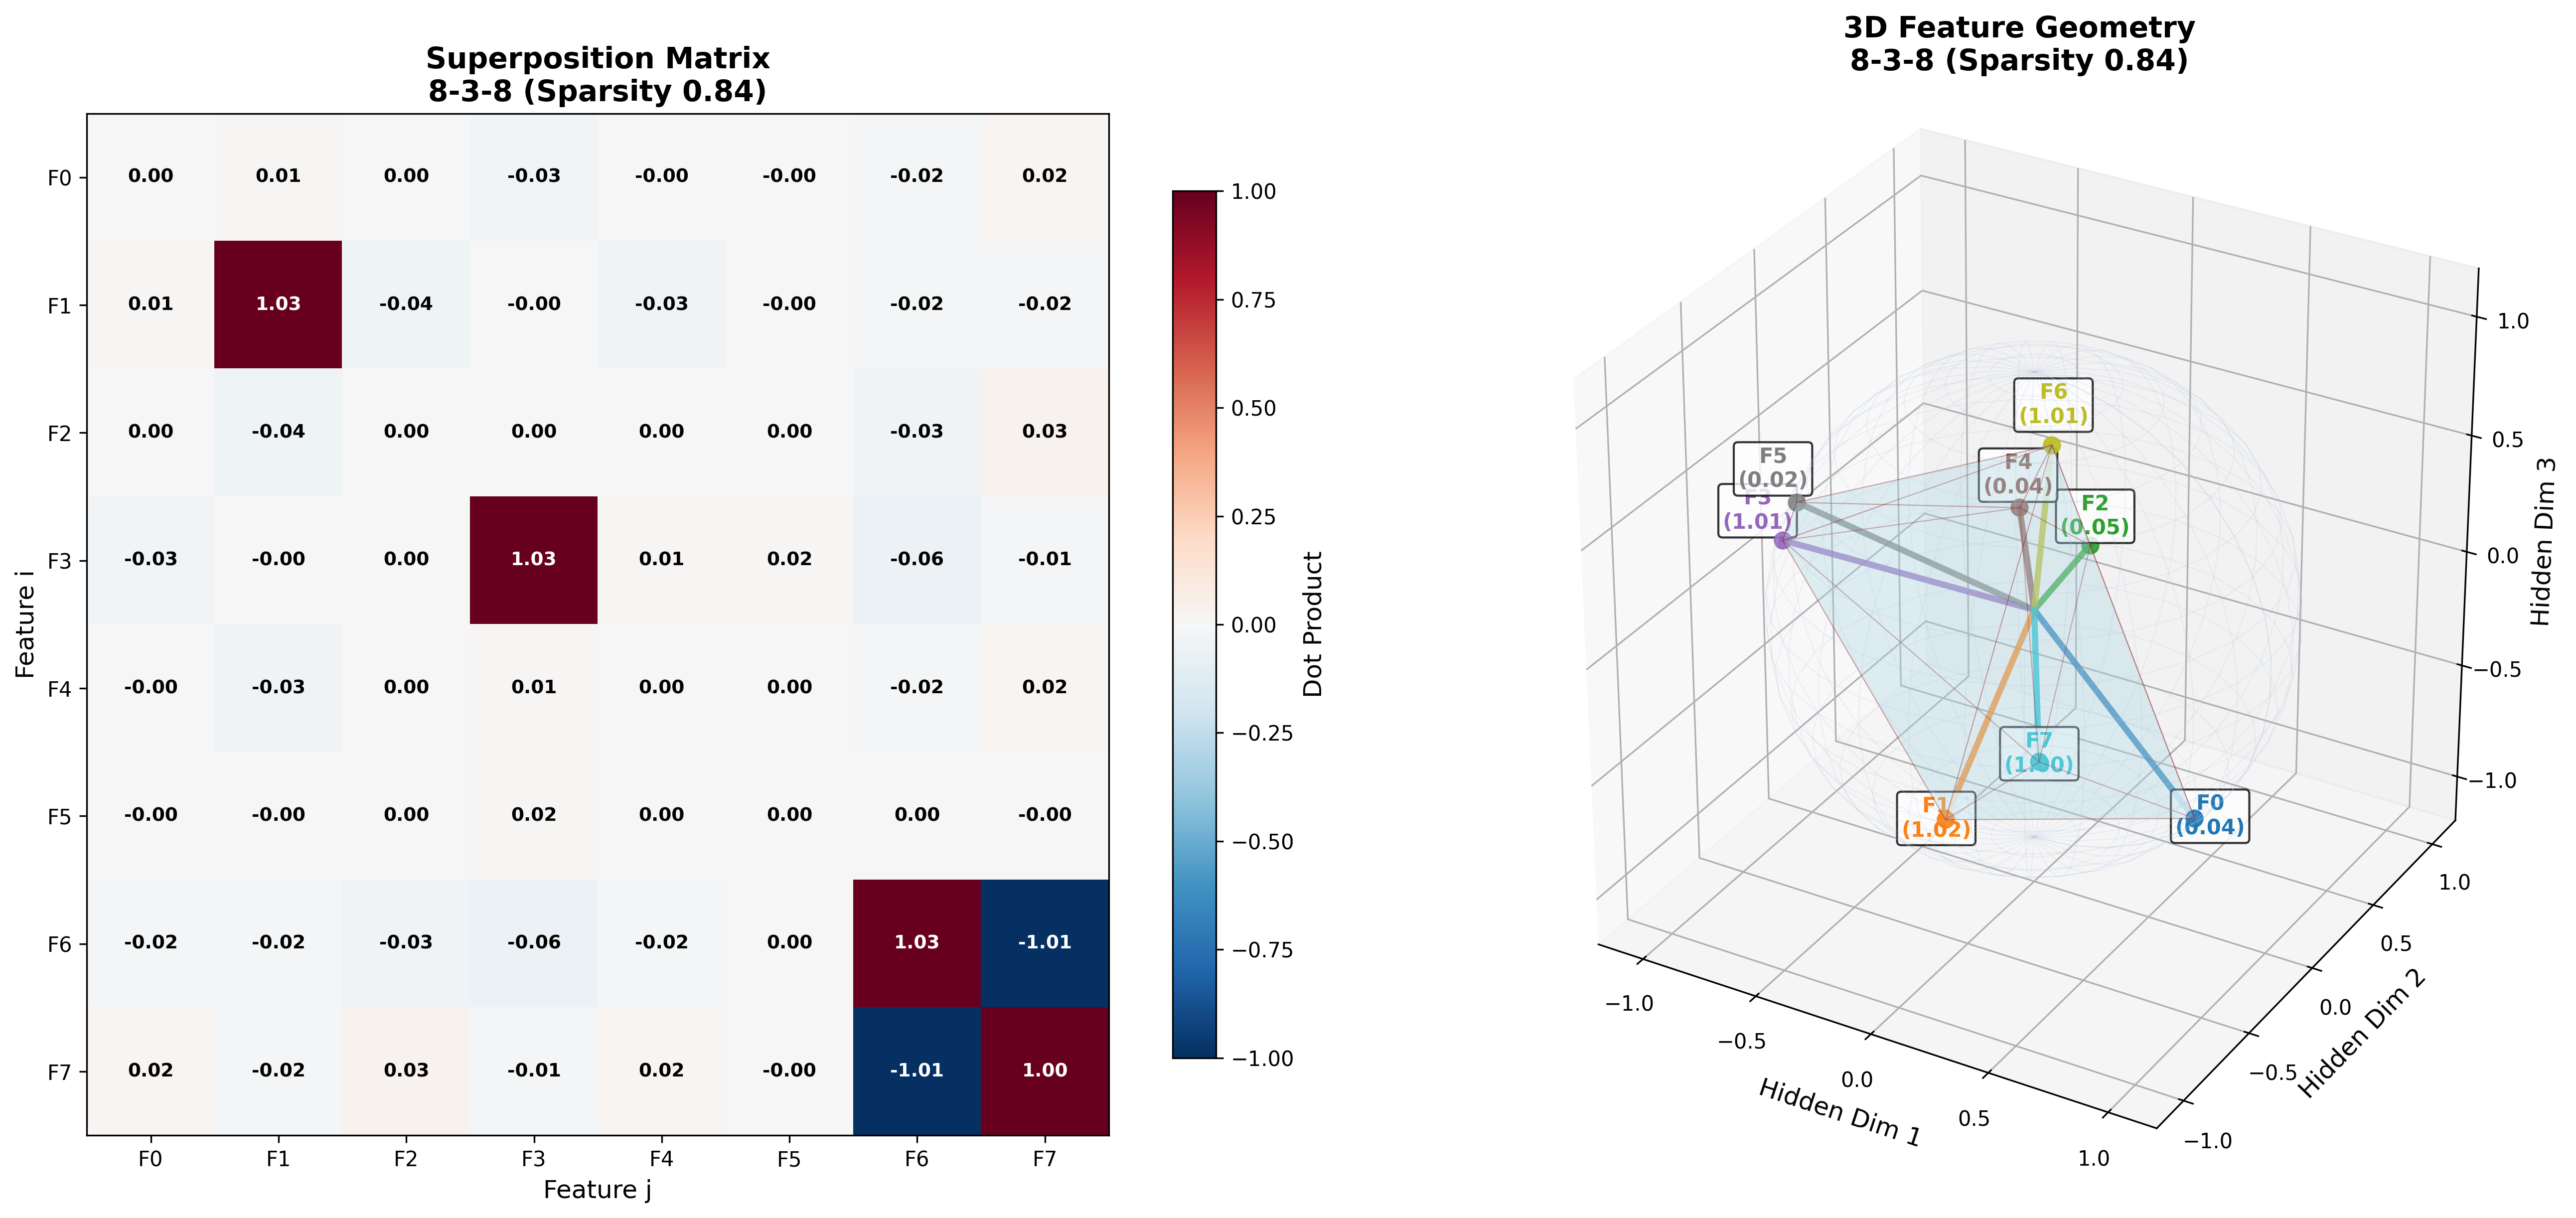 Superposition Matrix
8-3-8 (Sparsity 0.84)
F0 0.00 0.01 0.00 -0.03 -0.00 -0.00 -0.02 0.02
F1 0.01 1.03 -0.04 -0.00 -0.03 -0.00 -0.02 -0.02
F2 0.00 -0.04 0.00 0.00 0.00 0.00 -0.03 0.03
F3 -0.03 -0.00 0.00 1.03 0.01 0.02 -0.06 -0.01
F4 -0.00 -0.03 0.00 0.01 0.00 0.00 -0.02 0.02
F5 -0.00 -0.00 0.00 0.02 0.00 0.00 0.00 -0.00
F6 -0.02 -0.02 -0.03 -0.06 -0.02 0.00 1.03 -1.01
F7 0.02 -0.02 0.03 -0.01 0.02 -0.00 -1.01 1.00
F0 F1 F2 F3 F4 F5 F6 F7
Feature j
Feature i
1.00
0.75
0.50
0.25
0.00
−0.25
−0.50
−0.75
−1.00
Dot Product
3D Feature Geometry
8-3-8 (Sparsity 0.84)
F6
(1.01)
F5
(0.02)
F3
(1.01)
F4
(0.04)
F2
(0.05)
F7
(1.00)
F1
(1.02)
F0
(0.04)
1.0
0.5
0.0
−0.5
−1.0
Hidden Dim 3
1.0
0.5
0.0
−0.5
−1.0
Hidden Dim 2
−1.0
−0.5
0.0
0.5
1.0
Hidden Dim 1